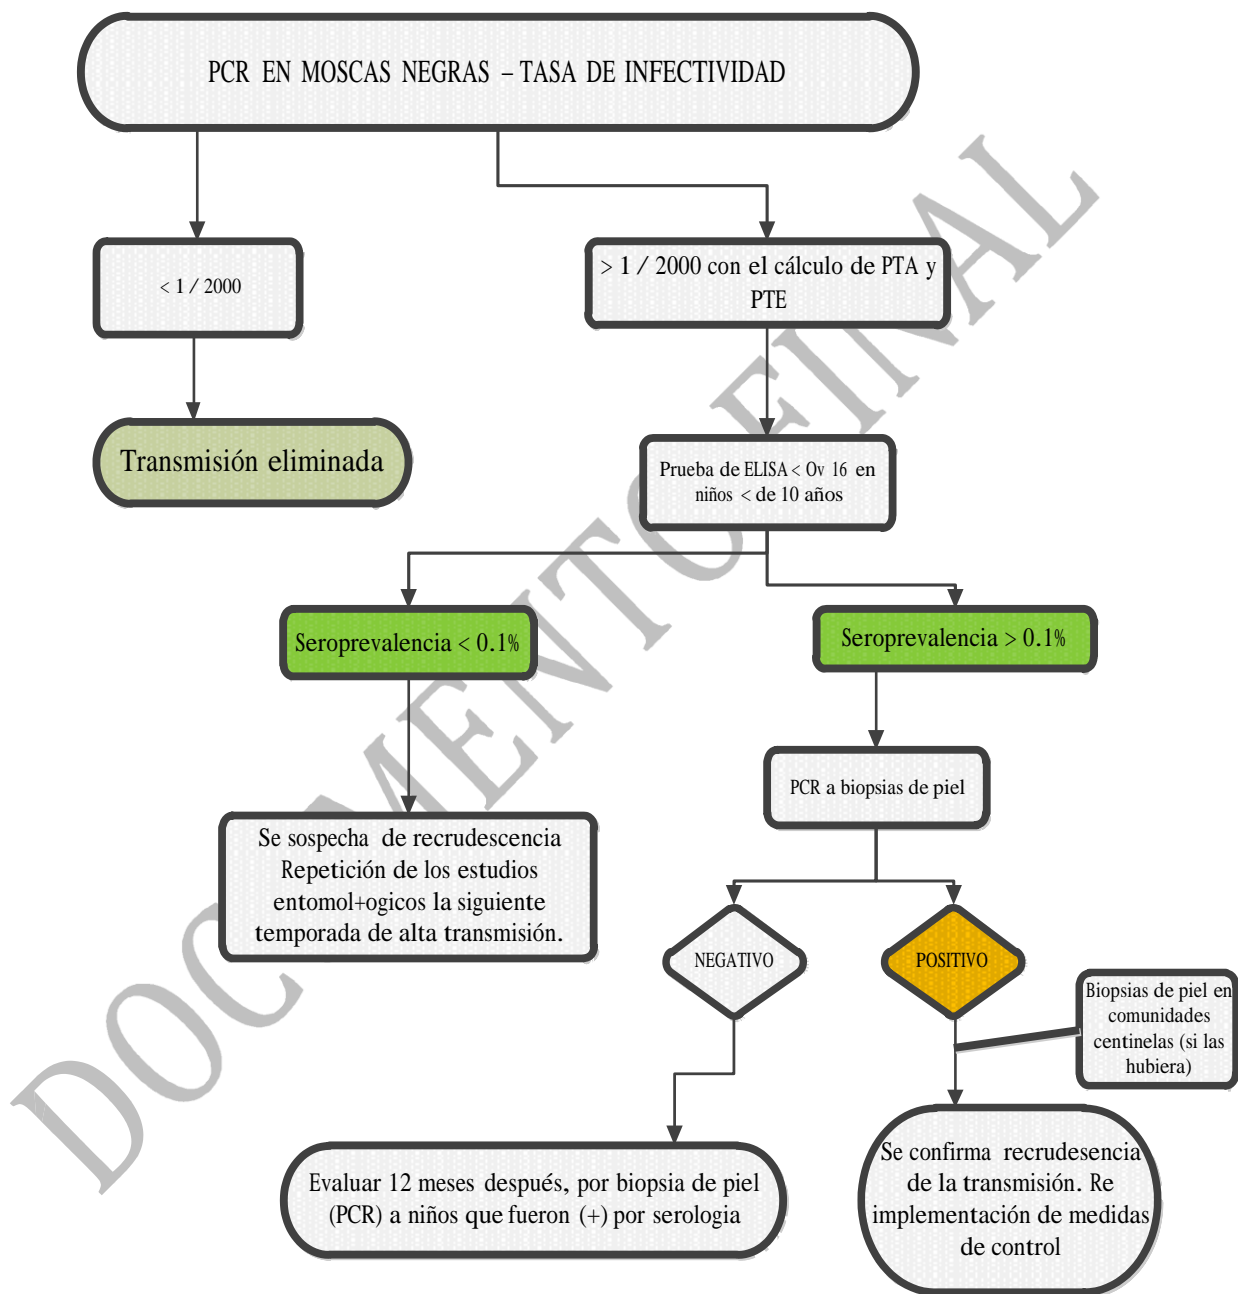 PCR EN MOSCAS NEGRAS – TASA DE INFECTIVIDAD
< 1 / 2000
> 1 / 2000 con el cálculo de PTA y
PTE
Transmisión eliminada
Prueba de ELISA < Ov 16 en
niños < de 10 años
Seroprevalencia < 0.1%
Seroprevalencia > 0.1%
PCR a biopsias de piel
Se sospecha de recrudescencia
Repetición de los estudios
entomol+ogicos la siguiente
temporada de alta transmisión.
NEGATIVO
POSITIVO
Biopsias de piel en
comunidades
centinelas (si las
hubiera)
Evaluar 12 meses después, por biopsia de piel
(PCR) a niños que fueron (+) por serologia
Se confirma recrudesencia
de la transmisión. Re
implementación de medidas
de control
DOCUMENTO FINAL